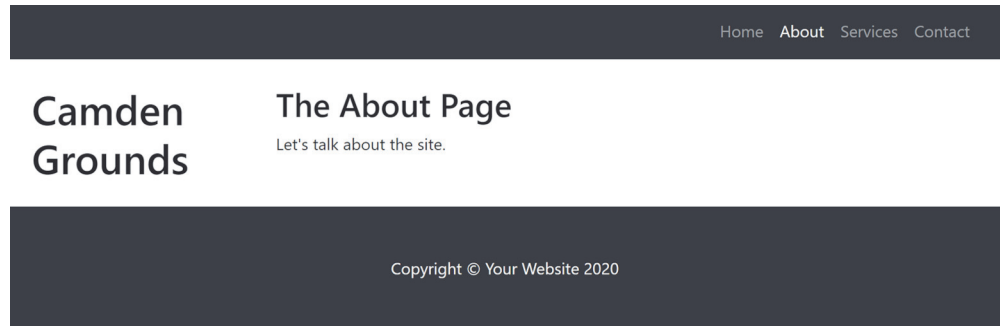 Home About Services Contact
Camden
Grounds
The About Page
Let's talk about the site.
Copyright © Your Website 2020